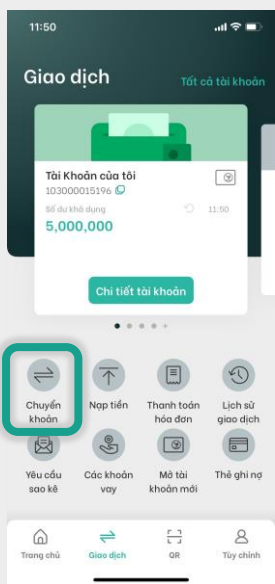 11:50
Giao dịch
Tất cả tài khoản
Tài Khoản của tôi
103000015196
Số dư khả dụng
11:50
5,000,000
Chi tiết tài khoản
Chuyển khoản
Nạp tiền
Thanh toán hóa đơn
Lịch sử giao dịch
Yêu cầu sao kê
Các khoản vay
Mở tài khoản mới
Thẻ ghi nợ
Trang chủ
Giao dịch
QR
Tùy chỉnh